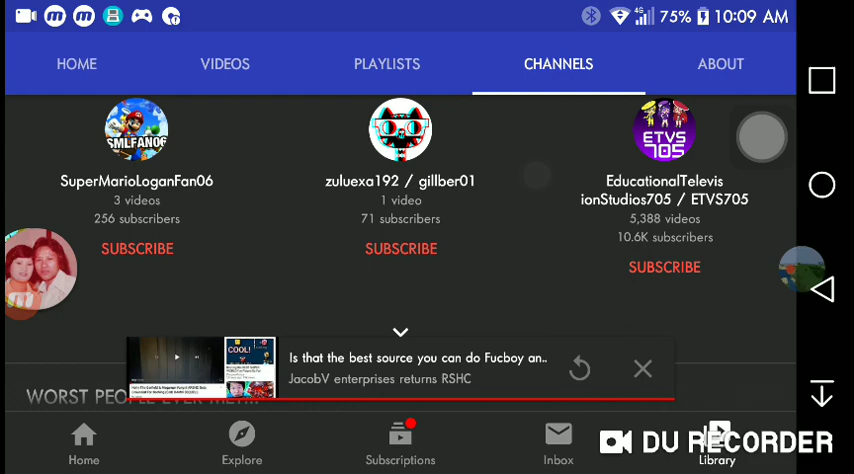 4G 75% 10:09 AM
HOME VIDEOS PLAYLISTS CHANNELS ABOUT
SMLFAN06
ETVS
705
SuperMarioLoganFan06
3 videos
256 subscribers
SUBSCRIBE
zuluexa192 / gillber01
1 video
71 subscribers
SUBSCRIBE
EducationalTelevis
ionStudios705 / ETVS705
5,388 videos
10.6K subscribers
SUBSCRIBE
COOL!
Is that the best source you can do Fucboy an..
JacobV enterprises returns RSHC
WORST PEOPLE EVER
Home Explore Subscriptions Inbox Library
DU RECORDER